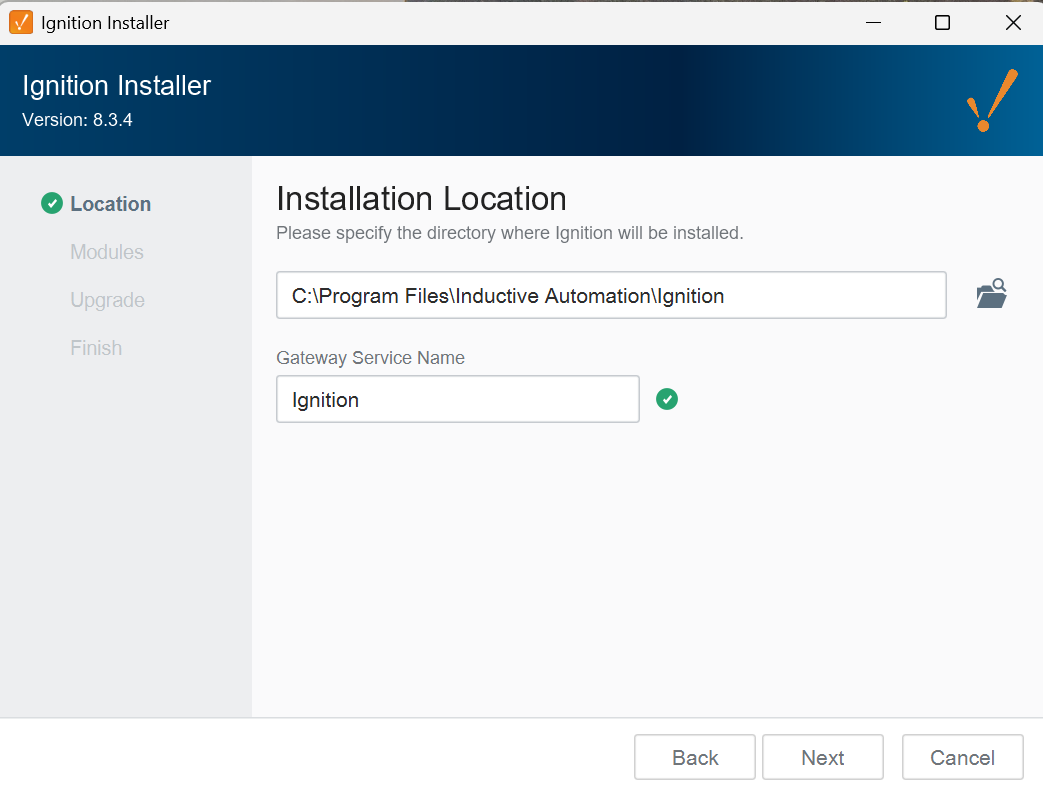 Ignition Installer
Ignition Installer
Version: 8.3.4
Location
Modules
Upgrade
Finish
Installation Location
Please specify the directory where Ignition will be installed.
C:\Program Files\Inductive Automation\Ignition
Gateway Service Name
Ignition
Back
Next
Cancel